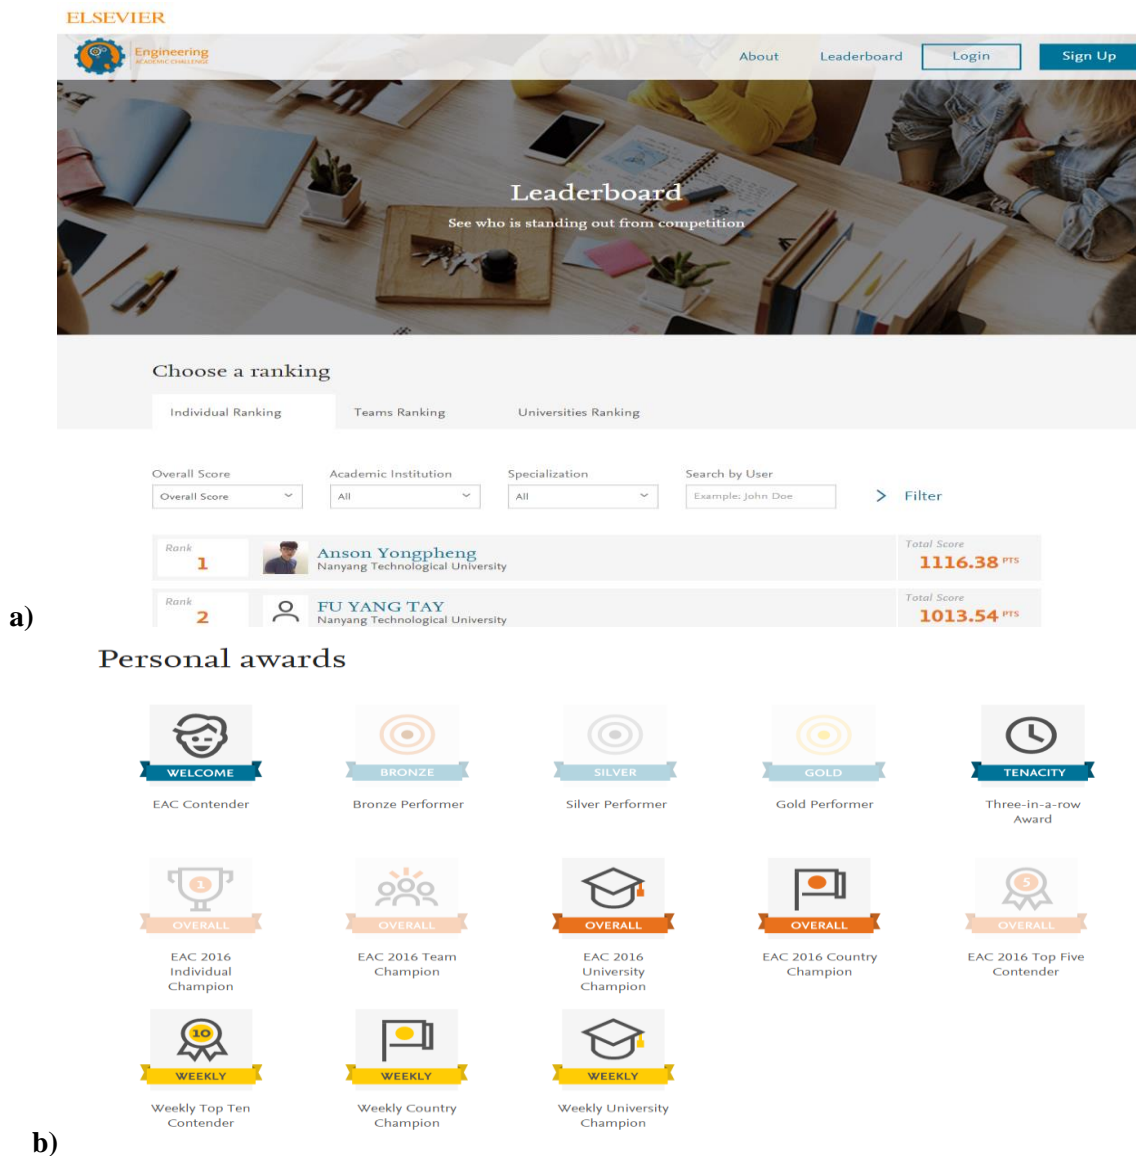 ELSEVIER
Engineering
ACADEMIC CHALLENGE
About Leaderboard Login Sign Up
Leaderboard
See who is standing out from competition
Choose a ranking
Individual Ranking Teams Ranking Universities Ranking
Overall Score Academic Institution Specialization Search by User
Overall Score All All Example: John Doe > Filter
Rank
1
Anson Yongpheng
Nanyang Technological University
Total Score
1116.38 PTS
Rank
2
FU YANG TAY
Nanyang Technological University
Total Score
1013.54 PTS
a)
Personal awards
WELCOME BRONZE SILVER GOLD TENACITY
EAC Contender Bronze Performer Silver Performer Gold Performer Three-in-a-row
Award
1 5
OVERALL OVERALL OVERALL OVERALL OVERALL
EAC 2016 EAC 2016 Team EAC 2016 EAC 2016 Country EAC 2016 Top Five
Individual Champion University Champion Contender
Champion Champion
10
WEEKLY WEEKLY WEEKLY
Weekly Top Ten Weekly Country Weekly University
Contender Champion Champion
b)